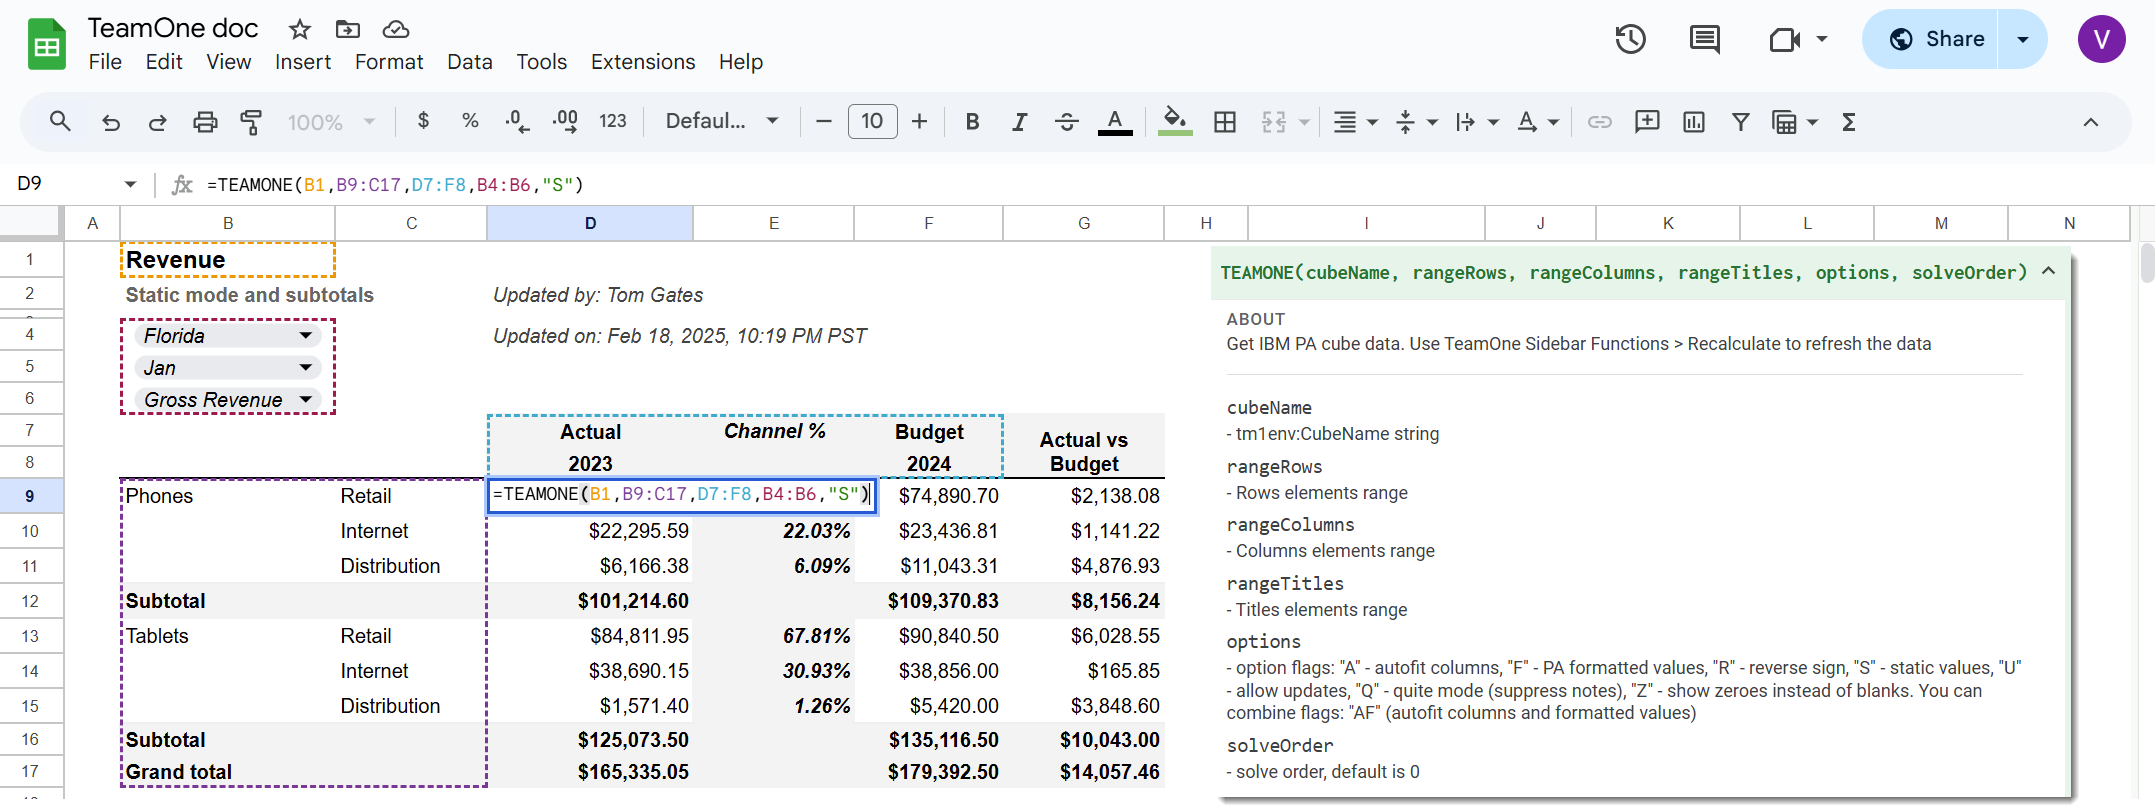 TeamOne doc
File Edit View Insert Format Data Tools Extensions Help
Share
V
100% $ % .0 .00 123 Defaul... 10 B I A A Σ
D9 fx =TEAMONE(B1,B9:C17,D7:F8,B4:B6,"S")
A B C D E F G H I J K L M N
1 Revenue
2 Static mode and subtotals Updated by: Tom Gates
4 Florida Updated on: Feb 18, 2025, 10:19 PM PST
5 Jan
6 Gross Revenue
7 Actual Channel % Budget Actual vs
8 2023 2024 Budget
9 Phones Retail =TEAMONE(B1,B9:C17,D7:F8,B4:B6,"S") $74,890.70 $2,138.08
10 Internet $22,295.59 22.03% $23,436.81 $1,141.22
11 Distribution $6,166.38 6.09% $11,043.31 $4,876.93
12 Subtotal $101,214.60 $109,370.83 $8,156.24
13 Tablets Retail $84,811.95 67.81% $90,840.50 $6,028.55
14 Internet $38,690.15 30.93% $38,856.00 $165.85
15 Distribution $1,571.40 1.26% $5,420.00 $3,848.60
16 Subtotal $125,073.50 $135,116.50 $10,043.00
17 Grand total $165,335.05 $179,392.50 $14,057.46
TEAMONE(cubeName, rangeRows, rangeColumns, rangeTitles, options, solveOrder)
ABOUT
Get IBM PA cube data. Use TeamOne Sidebar Functions > Recalculate to refresh the data
cubeName
- tm1env:CubeName string
rangeRows
- Rows elements range
rangeColumns
- Columns elements range
rangeTitles
- Titles elements range
options
- option flags: "A" - autofit columns, "F" - PA formatted values, "R" - reverse sign, "S" - static values, "U"
- allow updates, "Q" - quite mode (suppress notes), "Z" - show zeroes instead of blanks. You can
combine flags: "AF" (autofit columns and formatted values)
solveOrder
- solve order, default is 0